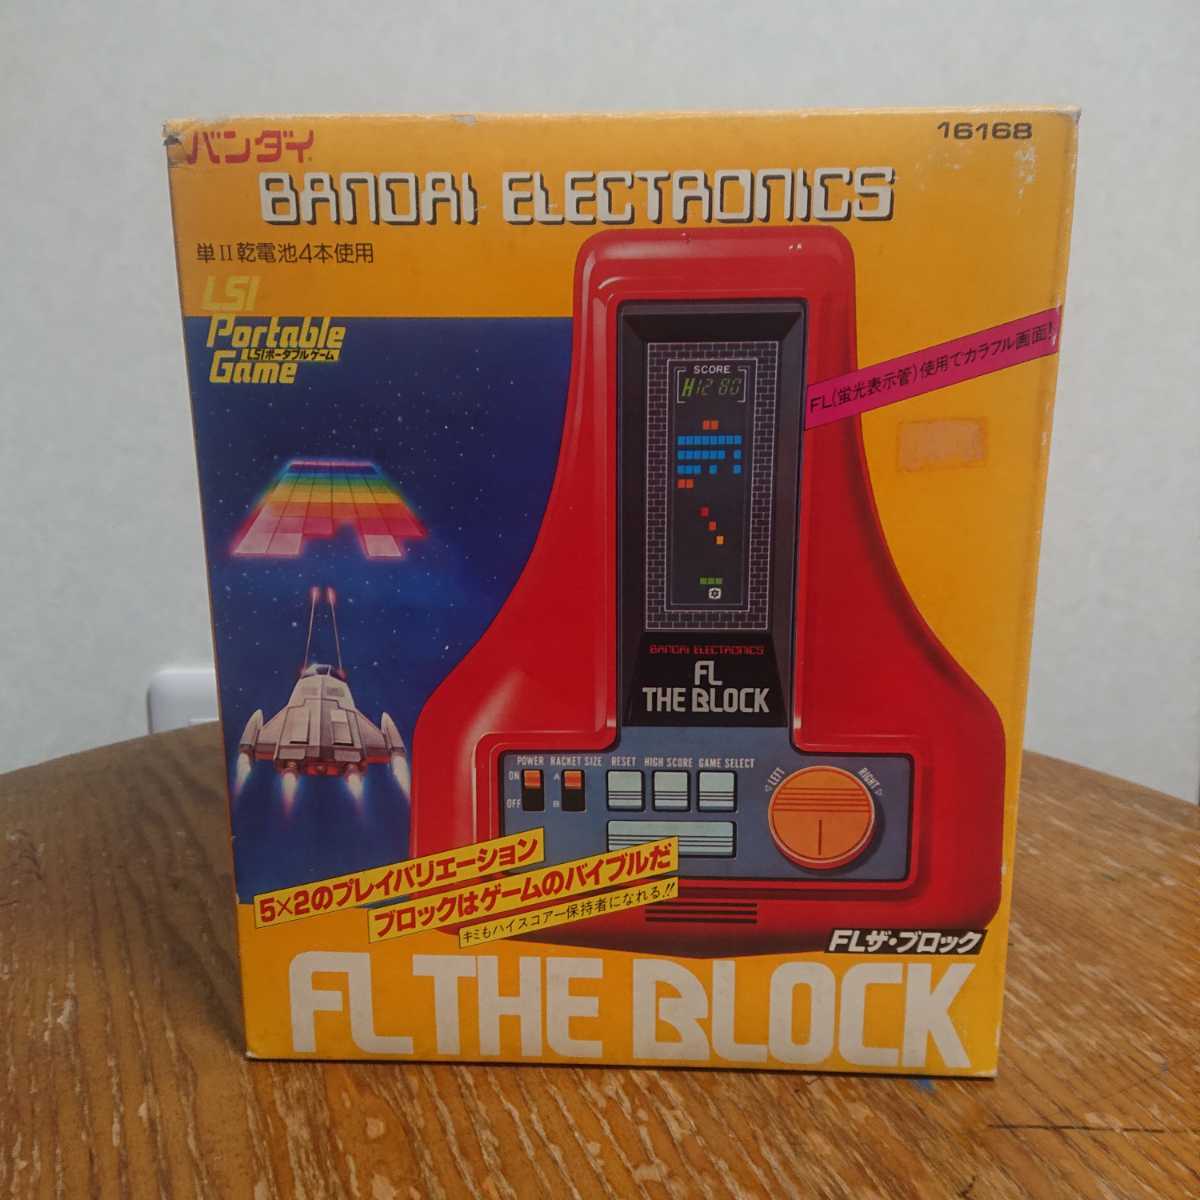 バンダイ
16168
BANDAI ELECTRONICS
単II乾電池4本使用
LSI
Portable
LSIポータブルゲーム
Game
FL(蛍光表示管)使用でカラフル画面!
SCORE
H1280
BANDAI ELECTRONICS
FL
THE BLOCK
POWER RACKET SIZE RESET HIGH SCORE GAME SELECT
ON A
OFF B
◁LEFT RIGHT▷
5×2のプレイバリエーション
ブロックはゲームのバイブルだ
キミもハイスコアー保持者になれる!!
FLザ・ブロック
FL THE BLOCK